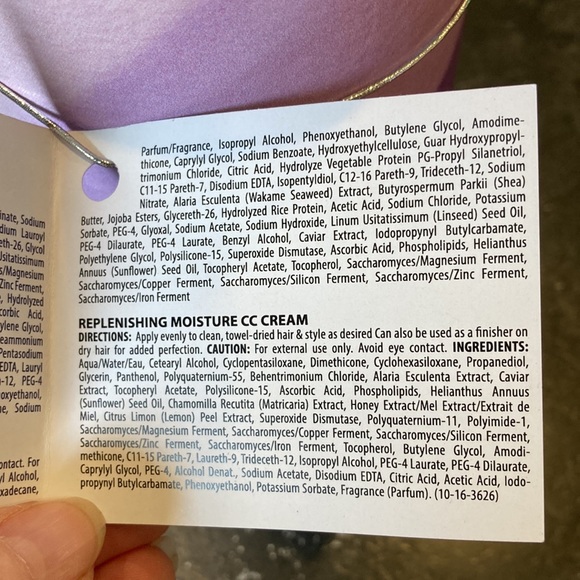 Parfum/Fragrance, Isopropyl Alcohol, Phenoxyethanol, Butylene Glycol, Amodime-
thicone, Caprylyl Glycol, Sodium Benzoate, Hydroxyethylcellulose, Guar Hydroxypropyl-
trimonium Chloride, Citric Acid, Hydrolyze Vegetable Protein PG-Propyl Silanetriol,
C11-15 Pareth-7, Disodium EDTA, Isopentyldiol, C12-16 Pareth-9, Trideceth-12, Sodium
Nitrate, Alaria Esculenta (Wakame Seaweed) Extract, Butyrospermum Parkii (Shea)
Butter, Jojoba Esters, Glycereth-26, Hydrolyzed Rice Protein, Acetic Acid, Sodium Chloride, Potassium
Sorbate, PEG-4, Glyoxal, Sodium Acetate, Sodium Hydroxide, Linum Usitatissimum (Linseed) Seed Oil,
PEG-4 Dilaurate, PEG-4 Laurate, Benzyl Alcohol, Caviar Extract, Iodopropynyl Butylcarbamate,
Polyethylene Glycol, Polysilicone-15, Superoxide Dismutase, Ascorbic Acid, Phospholipids, Helianthus
Annuus (Sunflower) Seed Oil, Tocopheryl Acetate, Tocopherol, Saccharomyces/Magnesium Ferment,
Saccharomyces/Copper Ferment, Saccharomyces/Silicon Ferment, Saccharomyces/Zinc Ferment,
Saccharomyces/Iron Ferment
REPLENISHING MOISTURE CC CREAM
DIRECTIONS: Apply evenly to clean, towel-dried hair & style as desired Can also be used as a finisher on
dry hair for added perfection. CAUTION: For external use only. Avoid eye contact. INGREDIENTS:
Aqua/Water/Eau, Cetearyl Alcohol, Cyclopentasiloxane, Dimethicone, Cyclohexasiloxane, Propanediol,
Glycerin, Panthenol, Polyquaternium-55, Behentrimonium Chloride, Alaria Esculenta Extract, Caviar
Extract, Tocopheryl Acetate, Polysilicone-15, Ascorbic Acid, Phospholipids, Helianthus Annuus
(Sunflower) Seed Oil, Chamomilla Recutita (Matricaria) Extract, Honey Extract/Mel Extract/Extrait de
Miel, Citrus Limon (Lemon) Peel Extract, Superoxide Dismutase, Polyquaternium-11, Polyimide-1,
Saccharomyces/Magnesium Ferment, Saccharomyces/Copper Ferment, Saccharomyces/Silicon Ferment,
Saccharomyces/Zinc Ferment, Saccharomyces/Iron Ferment, Tocopherol, Butylene Glycol, Amodi-
methicone, C11-15 Pareth-7, Laureth-9, Trideceth-12, Isopropyl Alcohol, PEG-4 Laurate, PEG-4 Dilaurate,
Caprylyl Glycol, PEG-4, Alcohol Denat., Sodium Acetate, Disodium EDTA, Citric Acid, Acetic Acid, Iodo-
propynyl Butylcarbamate, Phenoxyethanol, Potassium Sorbate, Fragrance (Parfum). (10-16-3626)